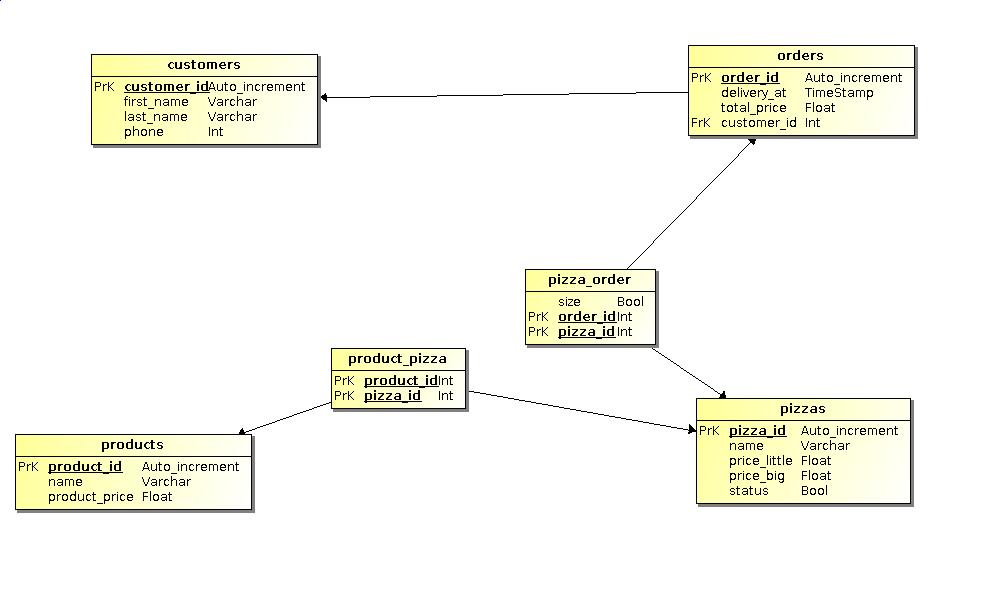 customers
PrK customer_id Auto_increment
first_name Varchar
last_name Varchar
phone Int
orders
PrK order_id Auto_increment
delivery_at TimeStamp
total_price Float
FrK customer_id Int
pizza_order
size Bool
PrK order_id Int
PrK pizza_id Int
product_pizza
PrK product_id Int
PrK pizza_id Int
pizzas
PrK pizza_id Auto_increment
name Varchar
price_little Float
price_big Float
status Bool
products
PrK product_id Auto_increment
name Varchar
product_price Float